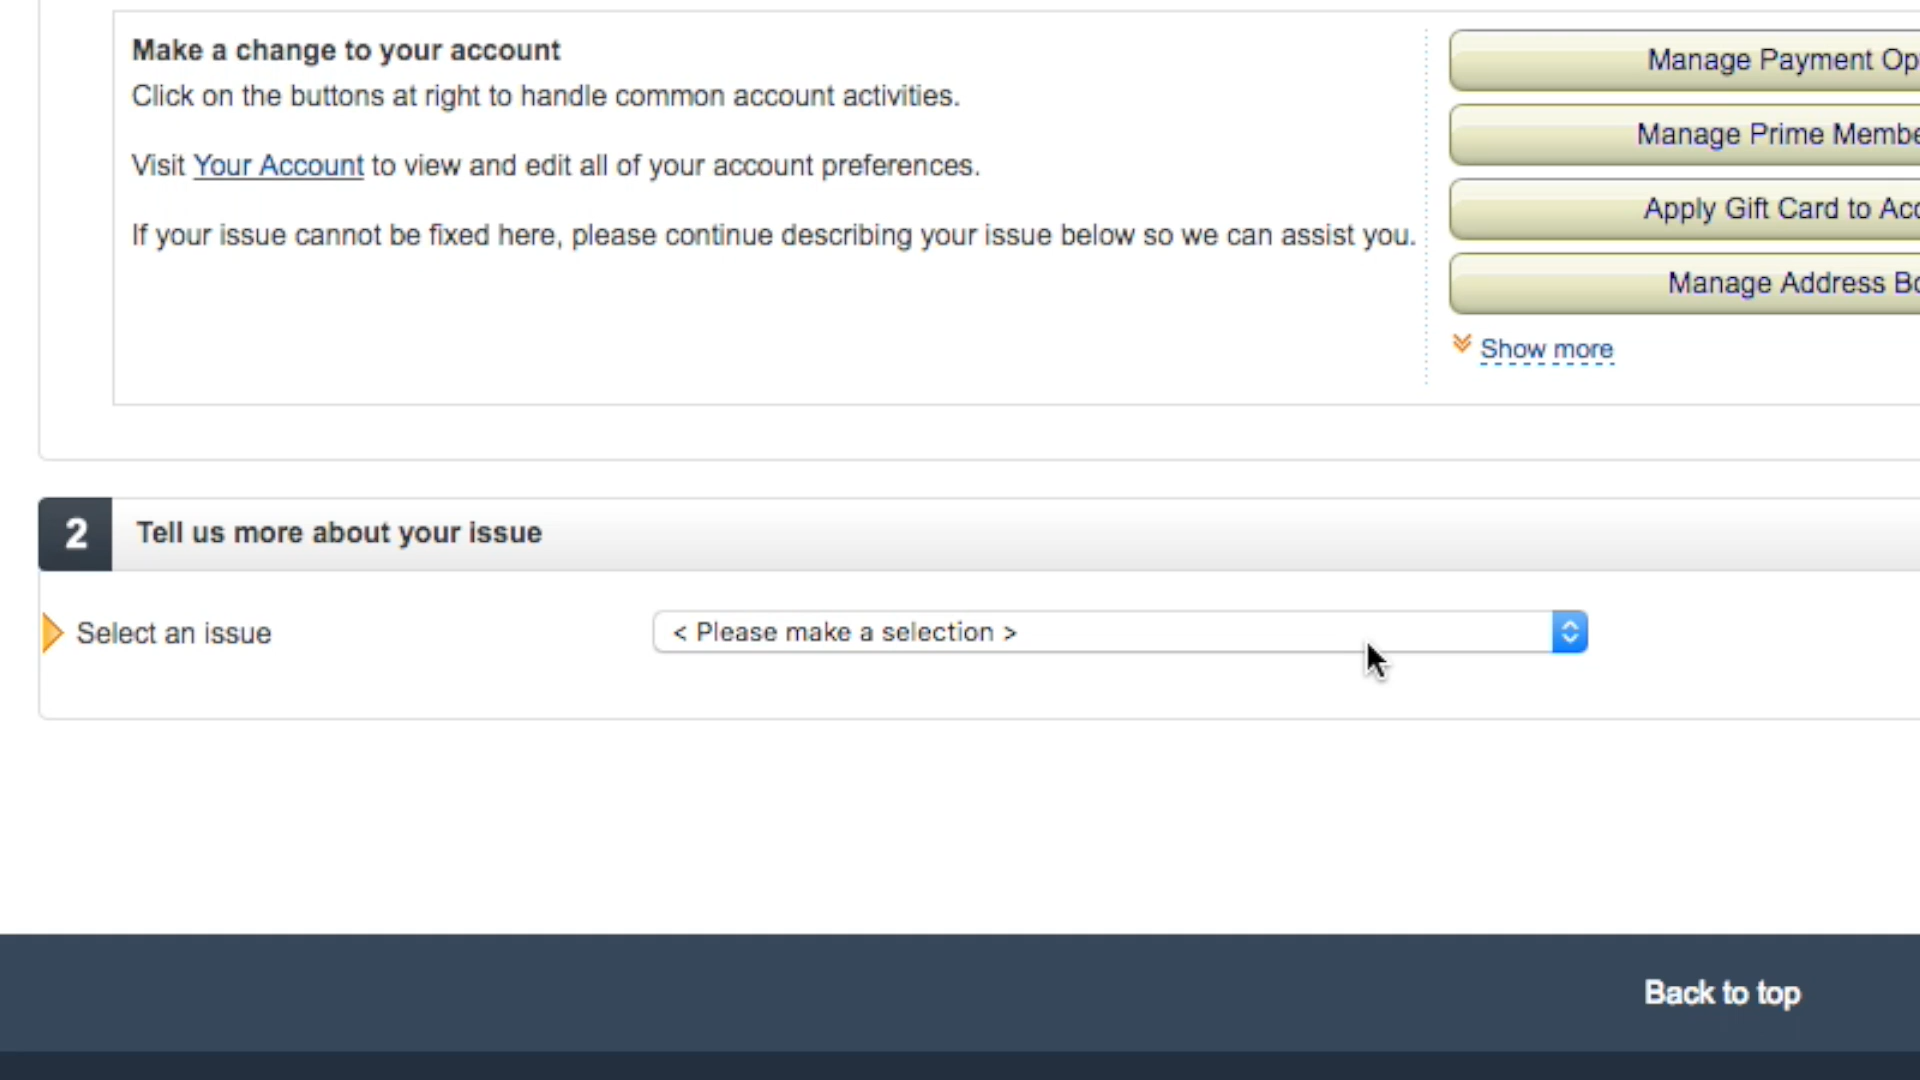 Make a change to your account
Click on the buttons at right to handle common account activities.
Visit Your Account to view and edit all of your account preferences.
If your issue cannot be fixed here, please continue describing your issue below so we can assist you.
Manage Payment Op
Manage Prime Membe
Apply Gift Card to Acc
Manage Address Bo
Show more
2 Tell us more about your issue
Select an issue
< Please make a selection >
Back to top